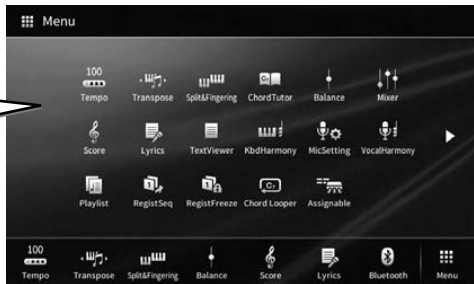 Menu
100
Tempo Transpose Split&Fingering ChordTutor Balance Mixer
Score Lyrics TextViewer KbdHarmony MicSetting VocalHarmony
Playlist RegistSeq RegistFreeze Chord Looper Assignable
100
Tempo Transpose Split&Fingering Balance Score Lyrics Bluetooth Menu